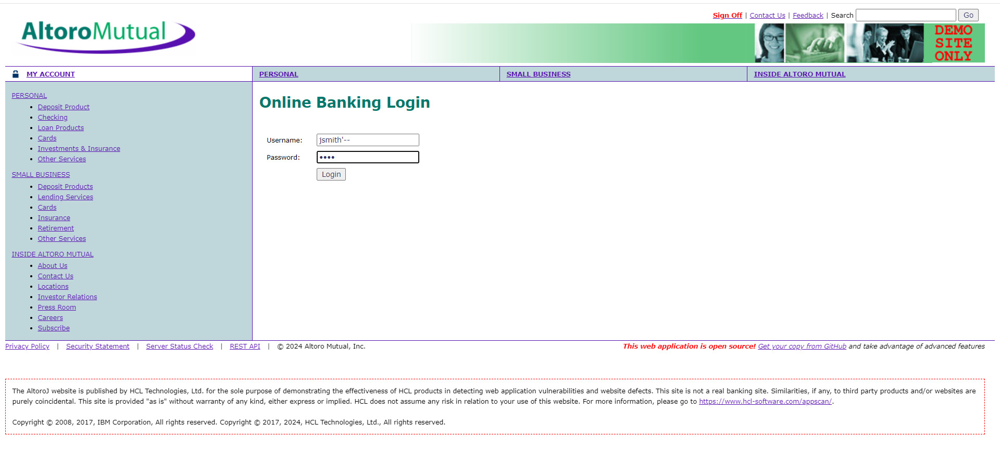 Sign Off | Contact Us | Feedback | Search Go
AltoroMutual
DEMO
SITE
ONLY
MY ACCOUNT PERSONAL SMALL BUSINESS INSIDE ALTORO MUTUAL
PERSONAL
Deposit Product
Checking
Loan Products
Cards
Investments & Insurance
Other Services
SMALL BUSINESS
Deposit Products
Lending Services
Cards
Insurance
Retirement
Other Services
INSIDE ALTORO MUTUAL
About Us
Contact Us
Locations
Investor Relations
Press Room
Careers
Subscribe
Online Banking Login
Username: jsmith'--
Password: ••••
Login
Privacy Policy | Security Statement | Server Status Check | REST API | © 2024 Altoro Mutual, Inc. This web application is open source! Get your copy from GitHub and take advantage of advanced features
The AltoroJ website is published by HCL Technologies, Ltd. for the sole purpose of demonstrating the effectiveness of HCL products in detecting web application vulnerabilities and website defects. This site is not a real banking site. Similarities, if any, to third party products and/or websites are
purely coincidental. This site is provided "as is" without warranty of any kind, either express or implied. HCL does not assume any risk in relation to your use of this website. For more information, please go to https://www.hcl-software.com/appscan/.
Copyright © 2008, 2017, IBM Corporation, All rights reserved. Copyright © 2017, 2024, HCL Technologies, Ltd., All rights reserved.